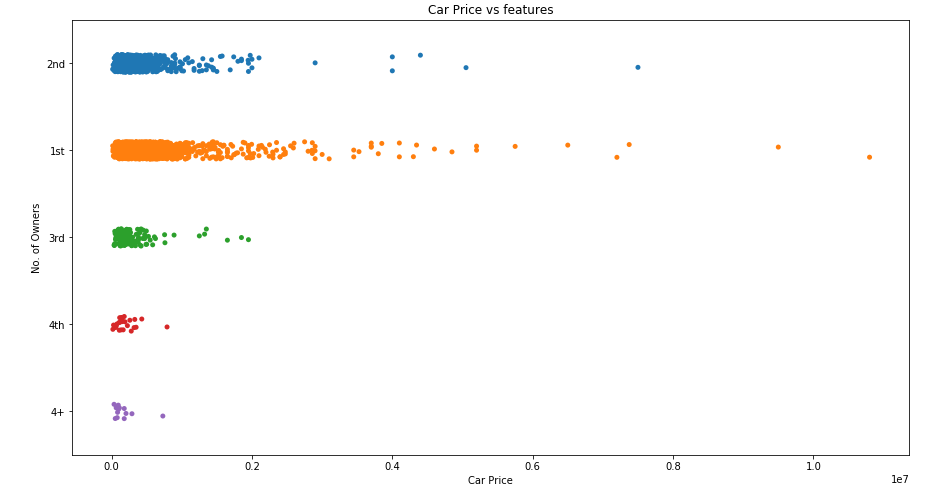 Car Price vs features
2nd
1st
3rd
4th
4+
No. of Owners
0.0 0.2 0.4 0.6 0.8 1.0
1e7
Car Price